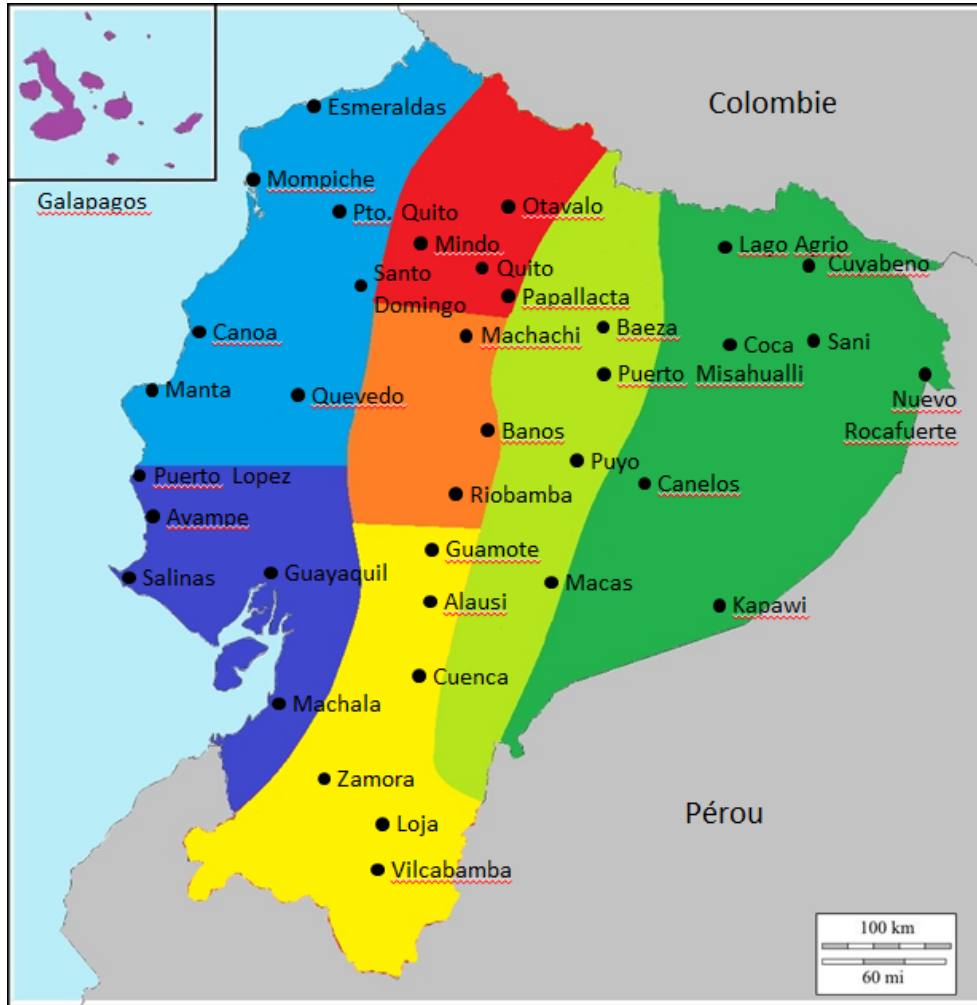 Colombie
Esmeraldas
Mompiche
Galapagos
Pto. Quito
Otavalo
Mindo
Lago Agrio
Quito
Cuyabeno
Santo
Domingo
Papallacta
Canoa
Machachi
Baeza
Coca
Sani
Manta
Quevedo
Puerto Misahualli
Nuevo
Rocafuerte
Banos
Puyo
Puerto Lopez
Canelos
Riobamba
Ayampe
Guamote
Salinas
Guayaquil
Macas
Alausi
Kapawi
Cuenca
Machala
Zamora
Pérou
Loja
Vilcabamba
100 km
60 mi